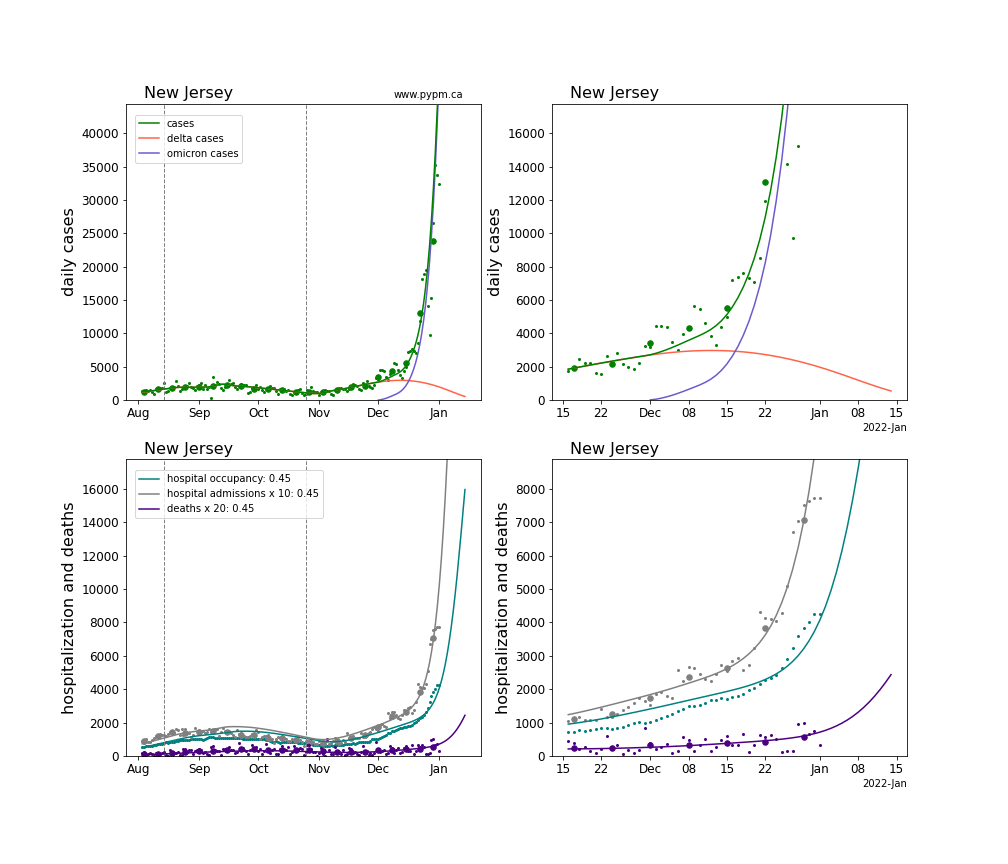 New Jersey
www.pypm.ca
New Jersey
daily cases
40000
35000
30000
25000
20000
15000
10000
5000
0
cases
delta cases
omicron cases
Aug Sep Oct Nov Dec Jan
daily cases
16000
14000
12000
10000
8000
6000
4000
2000
0
15 22 Dec 08 15 22 Jan 08 15
2022-Jan
New Jersey
New Jersey
hospitalization and deaths
16000
14000
12000
10000
8000
6000
4000
2000
0
hospital occupancy: 0.45
hospital admissions x 10: 0.45
deaths x 20: 0.45
Aug Sep Oct Nov Dec Jan
hospitalization and deaths
8000
7000
6000
5000
4000
3000
2000
1000
0
15 22 Dec 08 15 22 Jan 08 15
2022-Jan